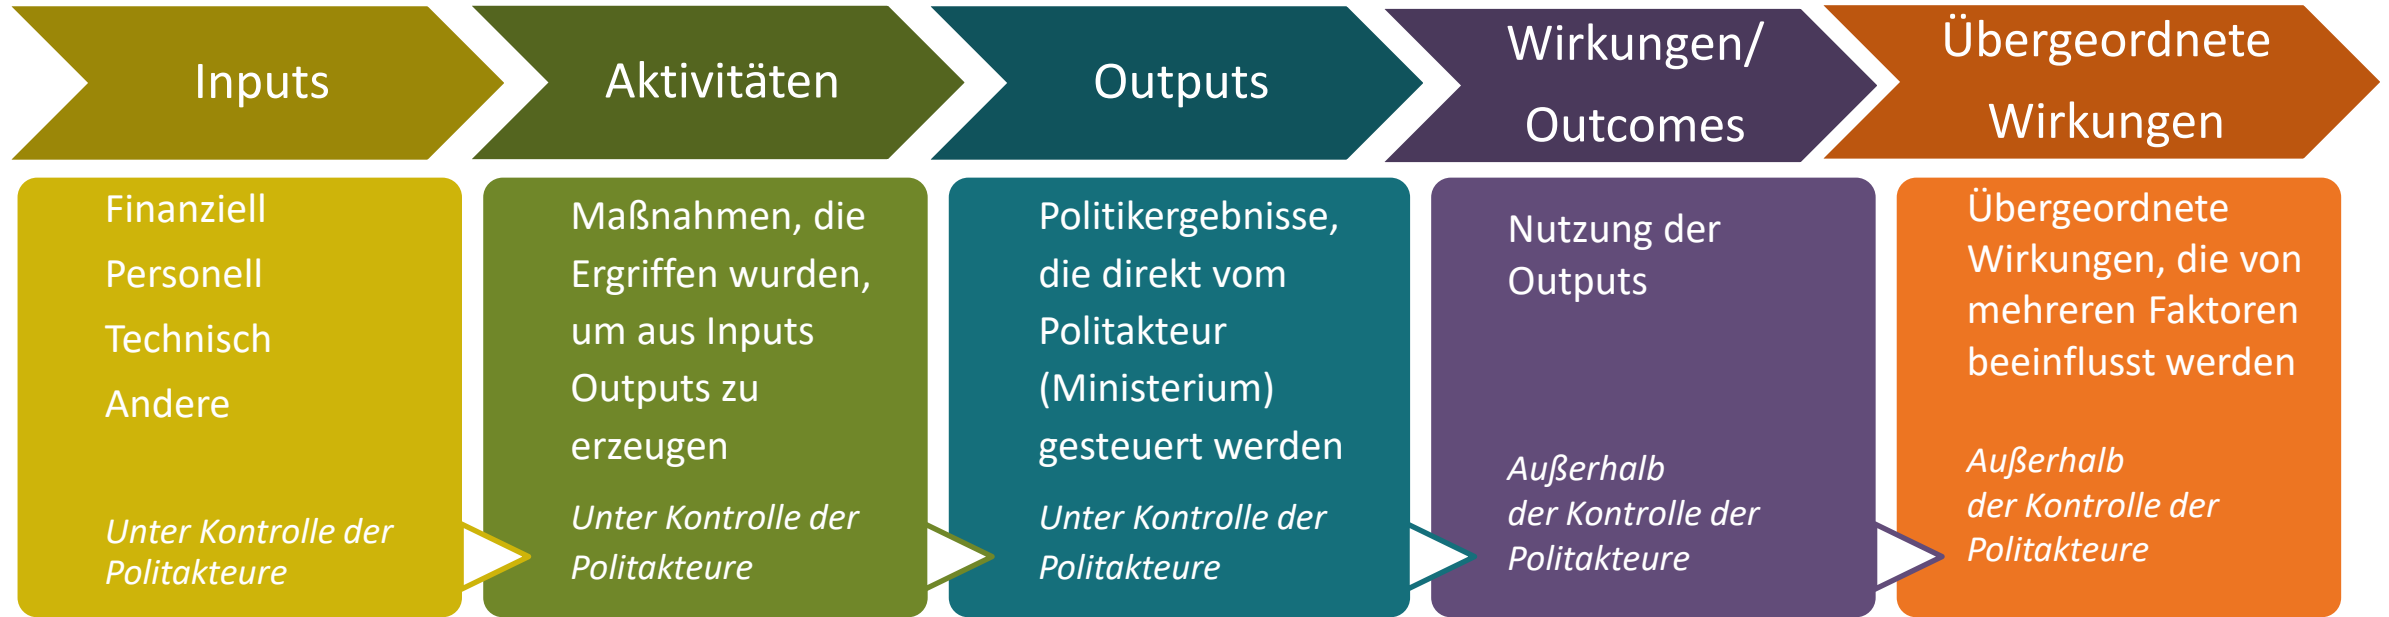 Inputs
Aktivitäten
Outputs
Wirkungen/
Outcomes
Übergeordnete
Wirkungen
Finanziell
Personell
Technisch
Andere
Unter Kontrolle der
Politakteure
Maßnahmen, die
Ergriffen wurden,
um aus Inputs
Outputs zu
erzeugen
Unter Kontrolle der
Politakteure
Politikergebnisse,
die direkt vom
Politakteur
(Ministerium)
gesteuert werden
Unter Kontrolle der
Politakteure
Nutzung der
Outputs
Außerhalb
der Kontrolle der
Politakteure
Übergeordnete
Wirkungen, die von
mehreren Faktoren
beeinflusst werden
Außerhalb
der Kontrolle der
Politakteure